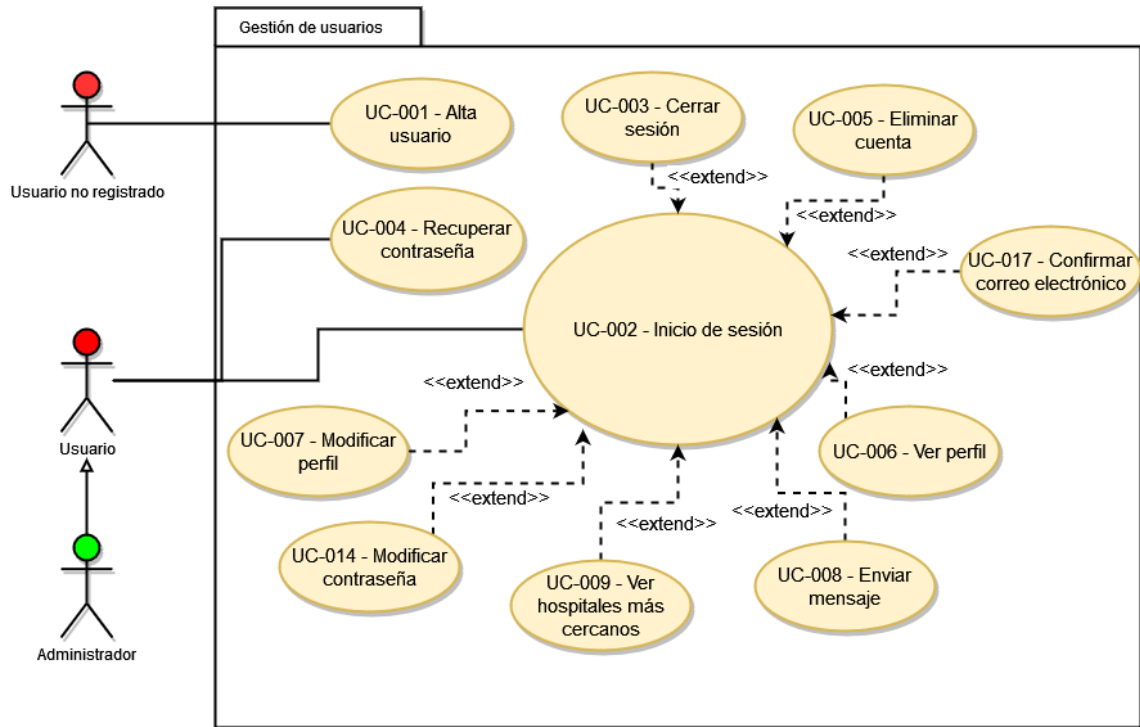 Gestión de usuarios
UC-001 - Alta
usuario
UC-003 - Cerrar
sesión
UC-005 - Eliminar
cuenta
Usuario no registrado
<<extend>>
<<extend>>
UC-004 - Recuperar
contraseña
<<extend>>
UC-017 - Confirmar
correo electrónico
UC-002 - Inicio de sesión
<<extend>>
<<extend>>
Usuario
UC-007 - Modificar
perfil
UC-006 - Ver perfil
<<extend>>
<<extend>>
<<extend>>
UC-014 - Modificar
contraseña
UC-009 - Ver
hospitales más
cercanos
UC-008 - Enviar
mensaje
Administrador